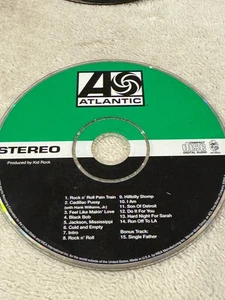 ATLANTIC
STEREO
Produced by Kid Rock
DIGITAL AUDIO
1. Rock n' Roll Pain Train
2. Cadillac Pussy
(with Hank Williams, Jr.)
3. Feel Like Makin' Love
4. Black Bob
5. Jackson, Mississippi
6. Cold and Empty
7. Intro
8. Rock n' Roll
9. Hillbilly Stomp
10. I Am
11. Son Of Detroit
12. Do It For You
13. Hard Night For Sarah
14. Run Off To LA
Bonus Track:
15. Single Father